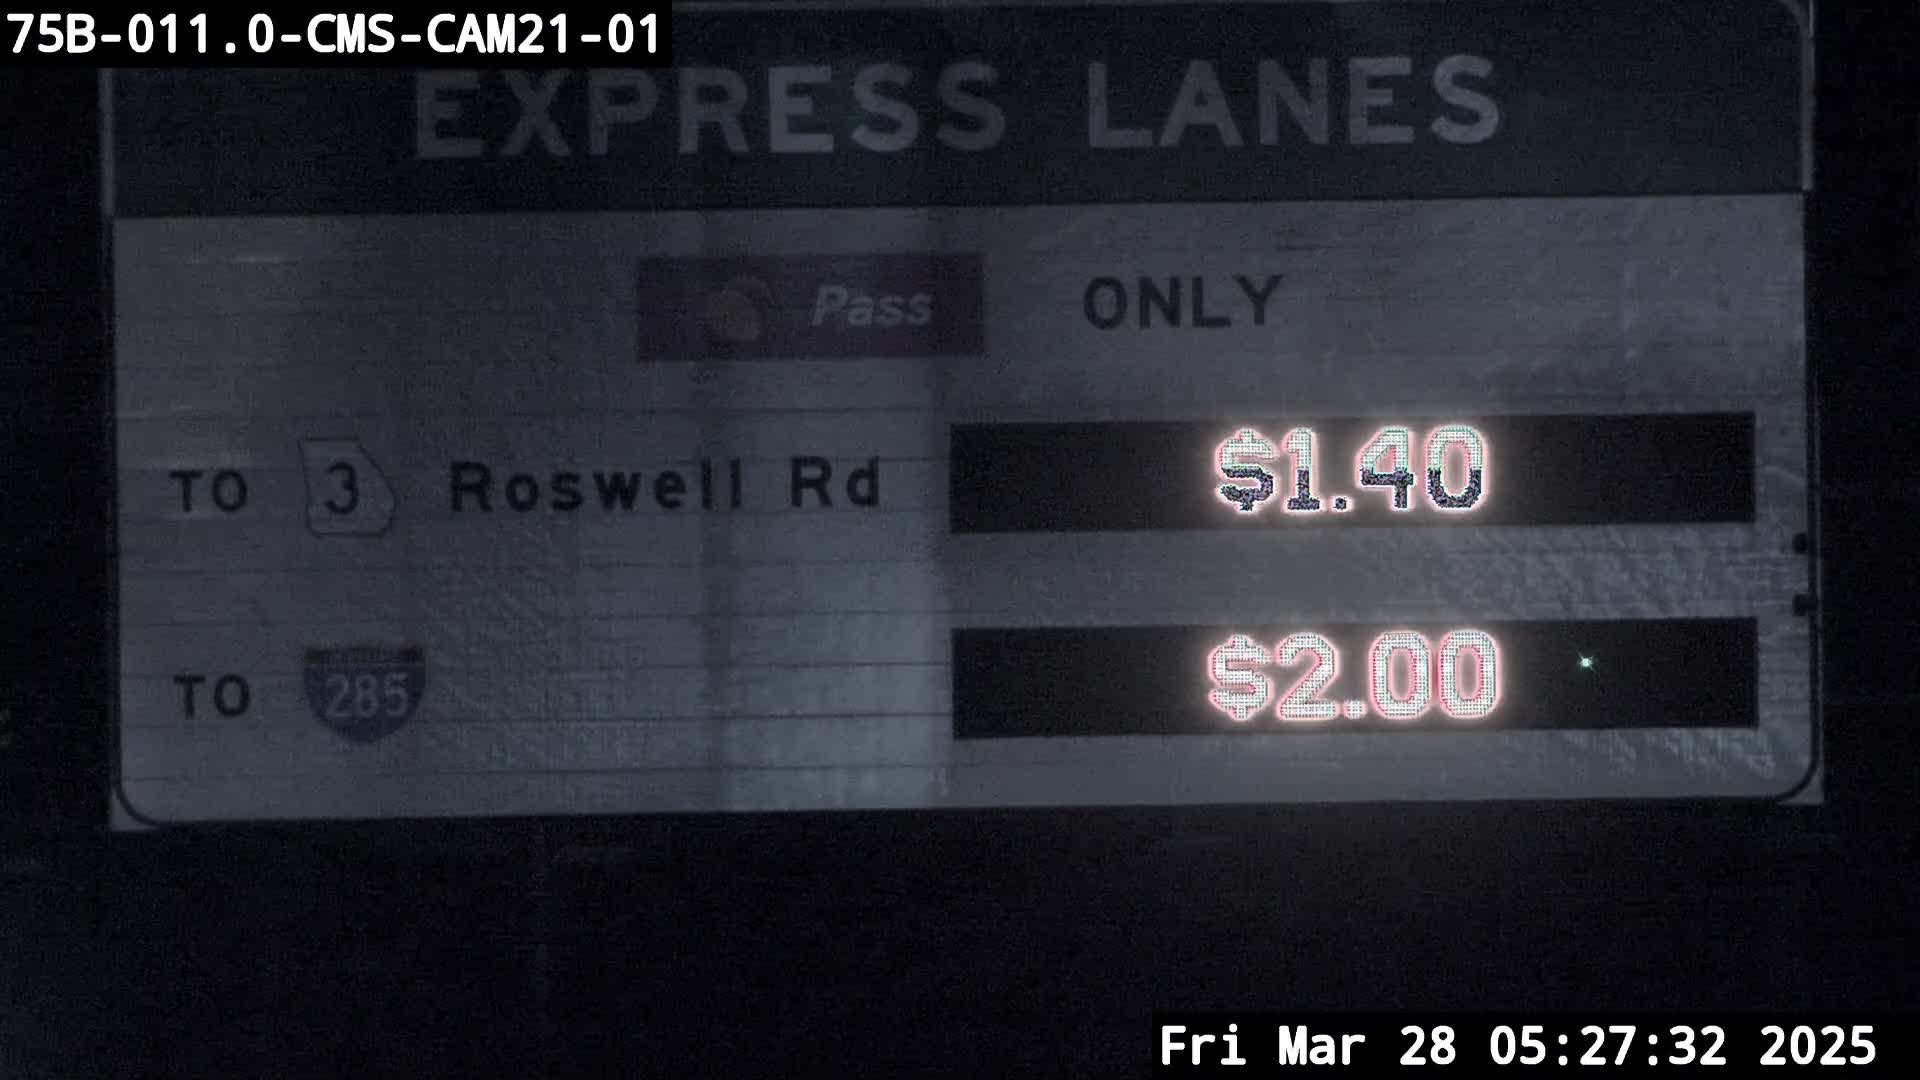 75B-011.0-CMS-CAM21-01
EXPRESS LANES
Pass ONLY
TO 3 Roswell Rd $1.40
TO 285 $2.00
Fri Mar 28 05:27:32 2025